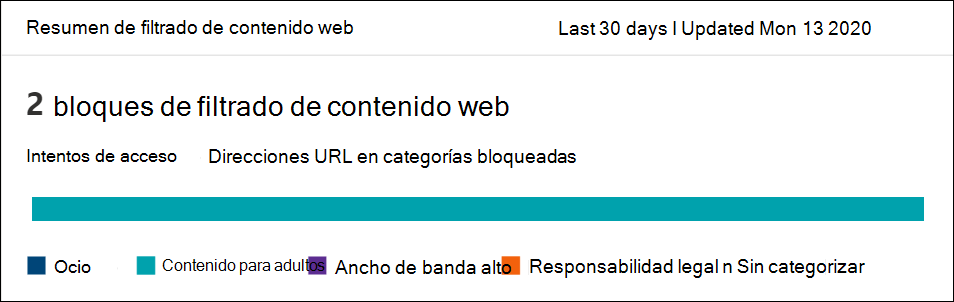 Resumen de filtrado de contenido web Last 30 days I Updated Mon 13 2020
2 bloques de filtrado de contenido web
Intentos de acceso Direcciones URL en categorías bloqueadas
Ocio Contenido para adultos Ancho de banda alto Responsabilidad legal n Sin categorizar